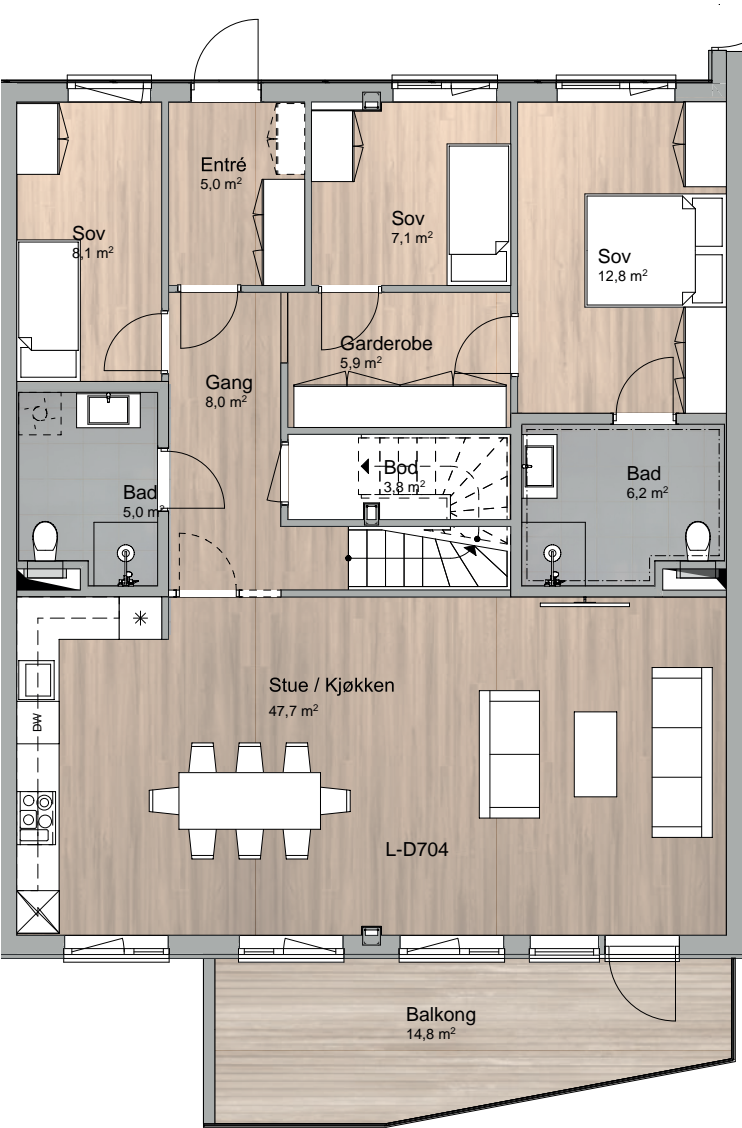 Entré
5,0 m²
Sov
8,1 m²
Sov
7,1 m²
Sov
12,8 m²
Garderobe
5,9 m²
Gang
8,0 m²
Bod
3,8 m²
Bad
5,0 m²
Bad
6,2 m²
Stue / Kjøkken
47,7 m²
DW
L-D704
Balkong
14,8 m²